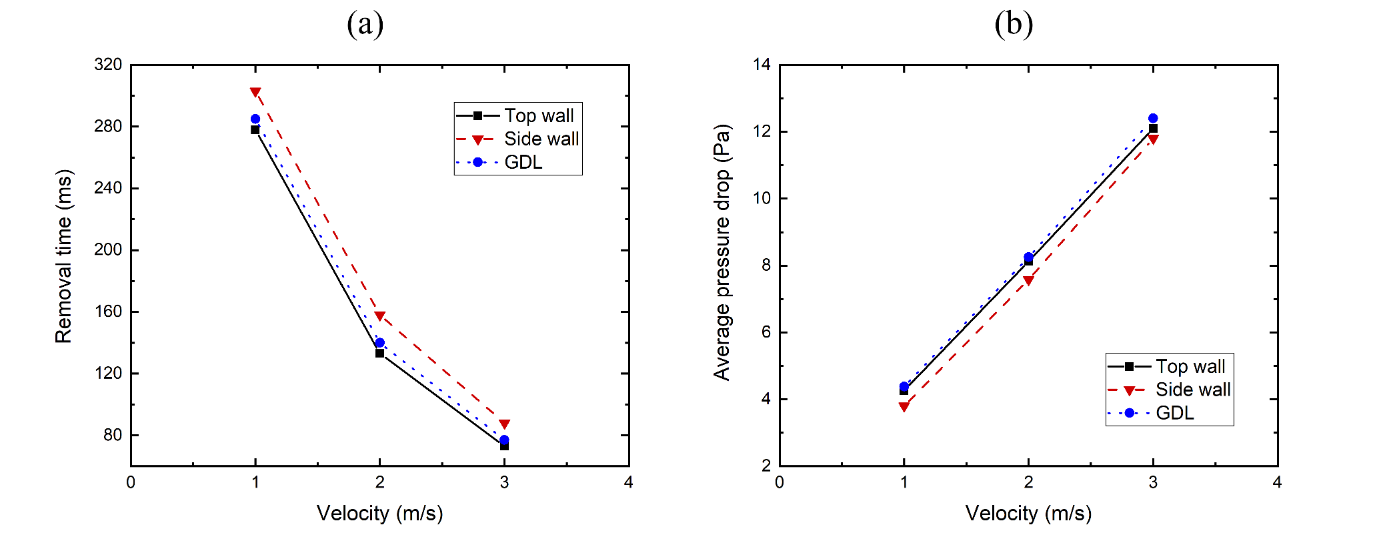 (a)
320
280
240
200
160
120
80
0
1
2
3
4
Removal time (ms)
Velocity (m/s)
Top wall
Side wall
GDL
(b)
14
12
10
8
6
4
2
0
1
2
3
4
Average pressure drop (Pa)
Velocity (m/s)
Top wall
Side wall
GDL